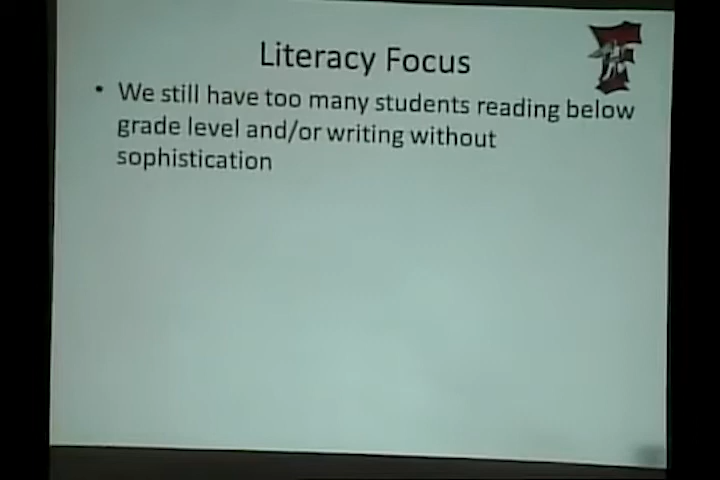 Literacy Focus
• We still have too many students reading below
grade level and/or writing without
sophistication